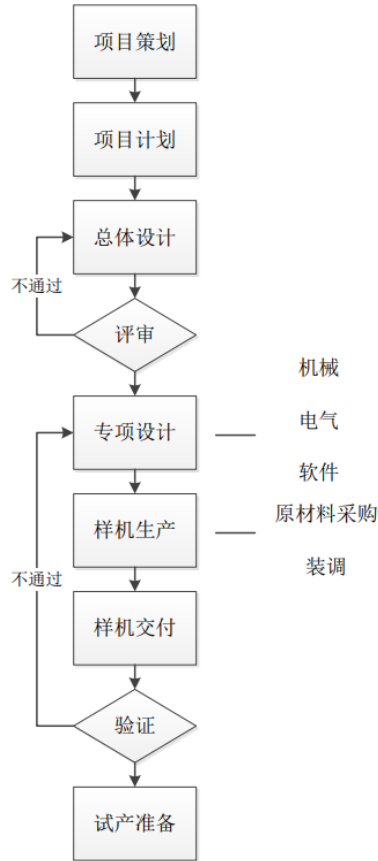 项目策划
项目计划
总体设计
不通过
评审
机械
专项设计
电气
软件
样机生产
原材料采购
装调
不通过
样机交付
验证
试产准备